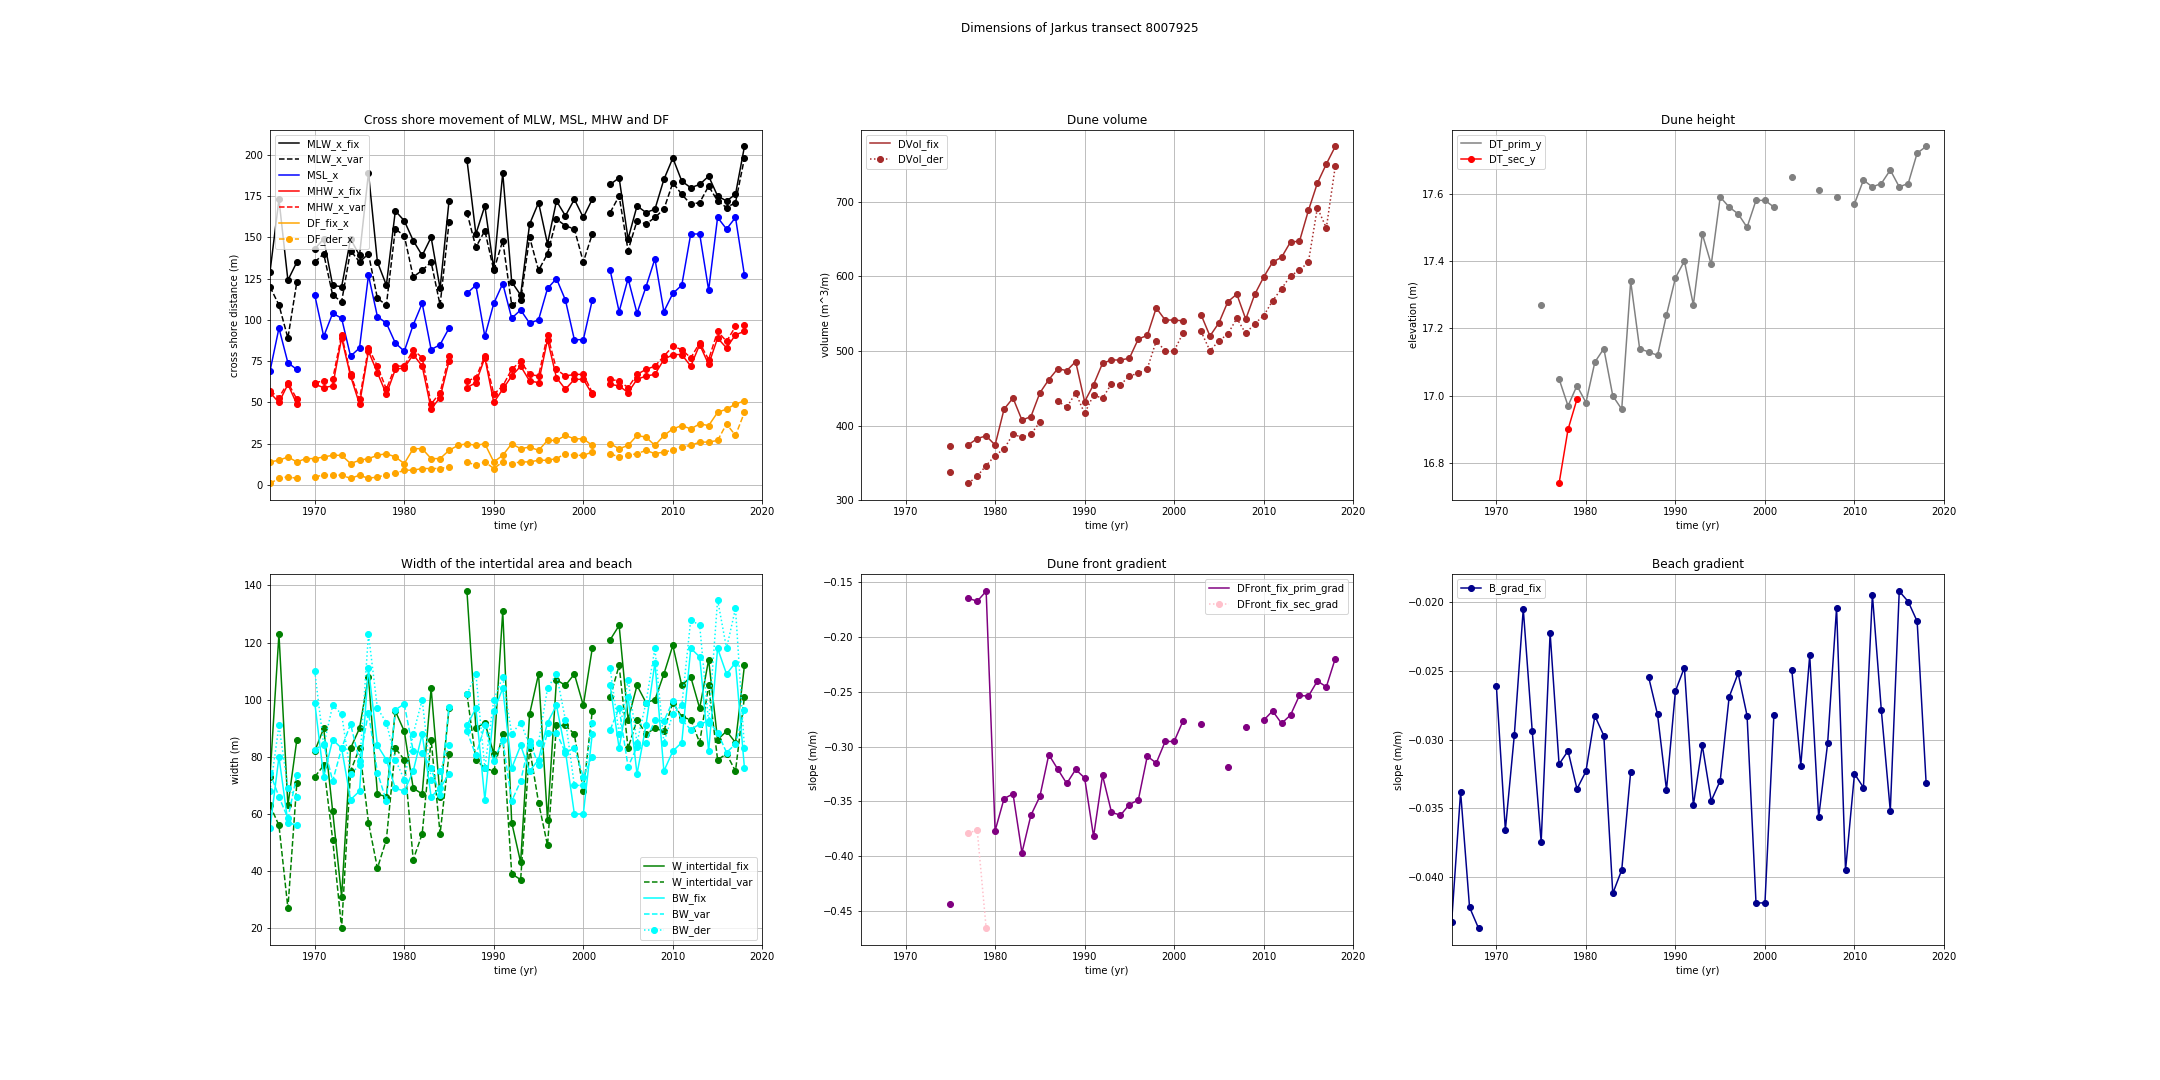 Dimensions of Jarkus transect 8007925
Cross shore movement of MLW, MSL, MHW and DF
MLW_x_fix
MLW_x_var
MSL_x
MHW_x_fix
MHW_x_var
DF_fix_x
DF_der_x
200
175
150
125
100
75
50
25
0
cross shore distance (m)
1970 1980 1990 2000 2010 2020
time (yr)
Dune volume
DVol_fix
DVol_der
700
600
500
400
300
volume (m^3/m)
1970 1980 1990 2000 2010 2020
time (yr)
Dune height
DT_prim_y
DT_sec_y
17.6
17.4
17.2
17.0
16.8
elevation (m)
1970 1980 1990 2000 2010 2020
time (yr)
Width of the intertidal area and beach
140
120
100
80
60
40
20
width (m)
W_intertidal_fix
W_intertidal_var
BW_fix
BW_var
BW_der
1970 1980 1990 2000 2010 2020
time (yr)
Dune front gradient
DFront_fix_prim_grad
DFront_fix_sec_grad
−0.15
−0.20
−0.25
−0.30
−0.35
−0.40
−0.45
slope (m/m)
1970 1980 1990 2000 2010 2020
time (yr)
Beach gradient
B_grad_fix
−0.020
−0.025
−0.030
−0.035
−0.040
slope (m/m)
1970 1980 1990 2000 2010 2020
time (yr)